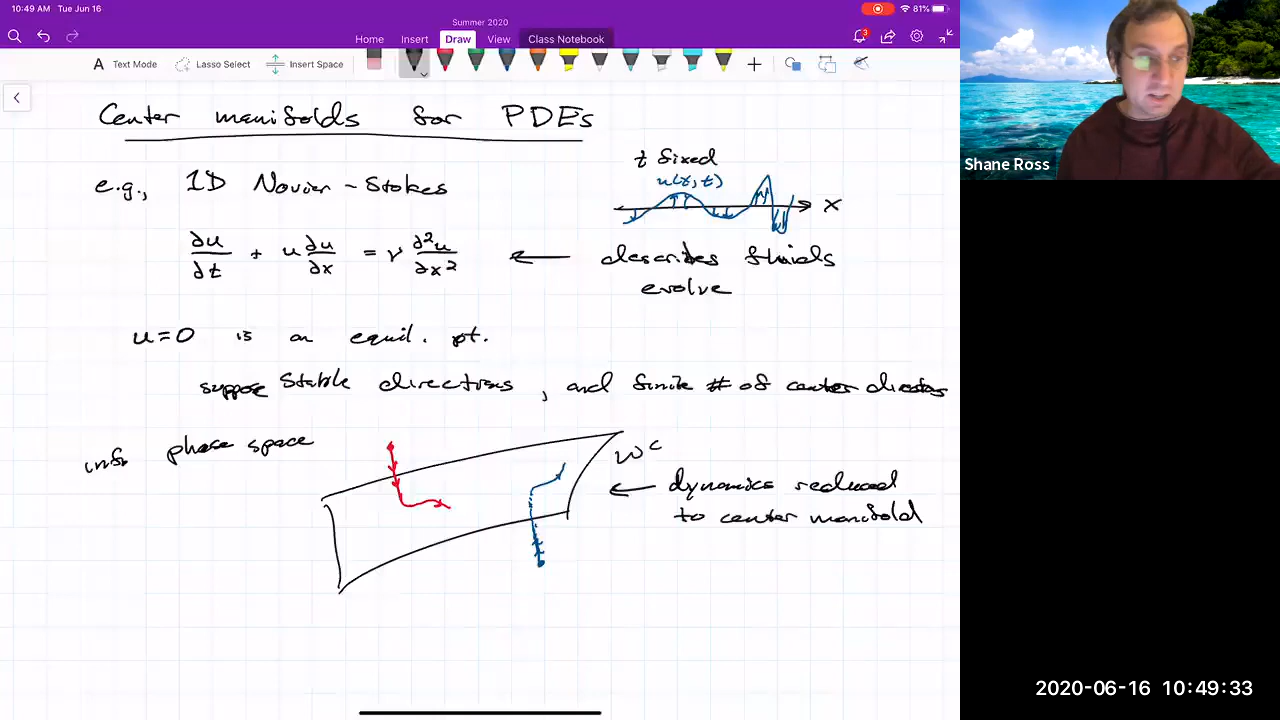 10:49 AM Tue Jun 16
81%
Summer 2020
Home Insert Draw View Class Notebook
3
A Text Mode Lasso Select Insert Space
Center manifolds for PDEs
e.g., 1D Navier-Stokes
t fixed
u(x,t)
x
∂u/∂t + u ∂u/∂x = ν ∂²u/∂x² ← describes fluids
evolve
u=0 is an equil. pt.
suppose stable directions, and finite # of center directions
phase space
Wᶜ
← dynamics reduced
to center manifold
Shane Ross
2020-06-16 10:49:33